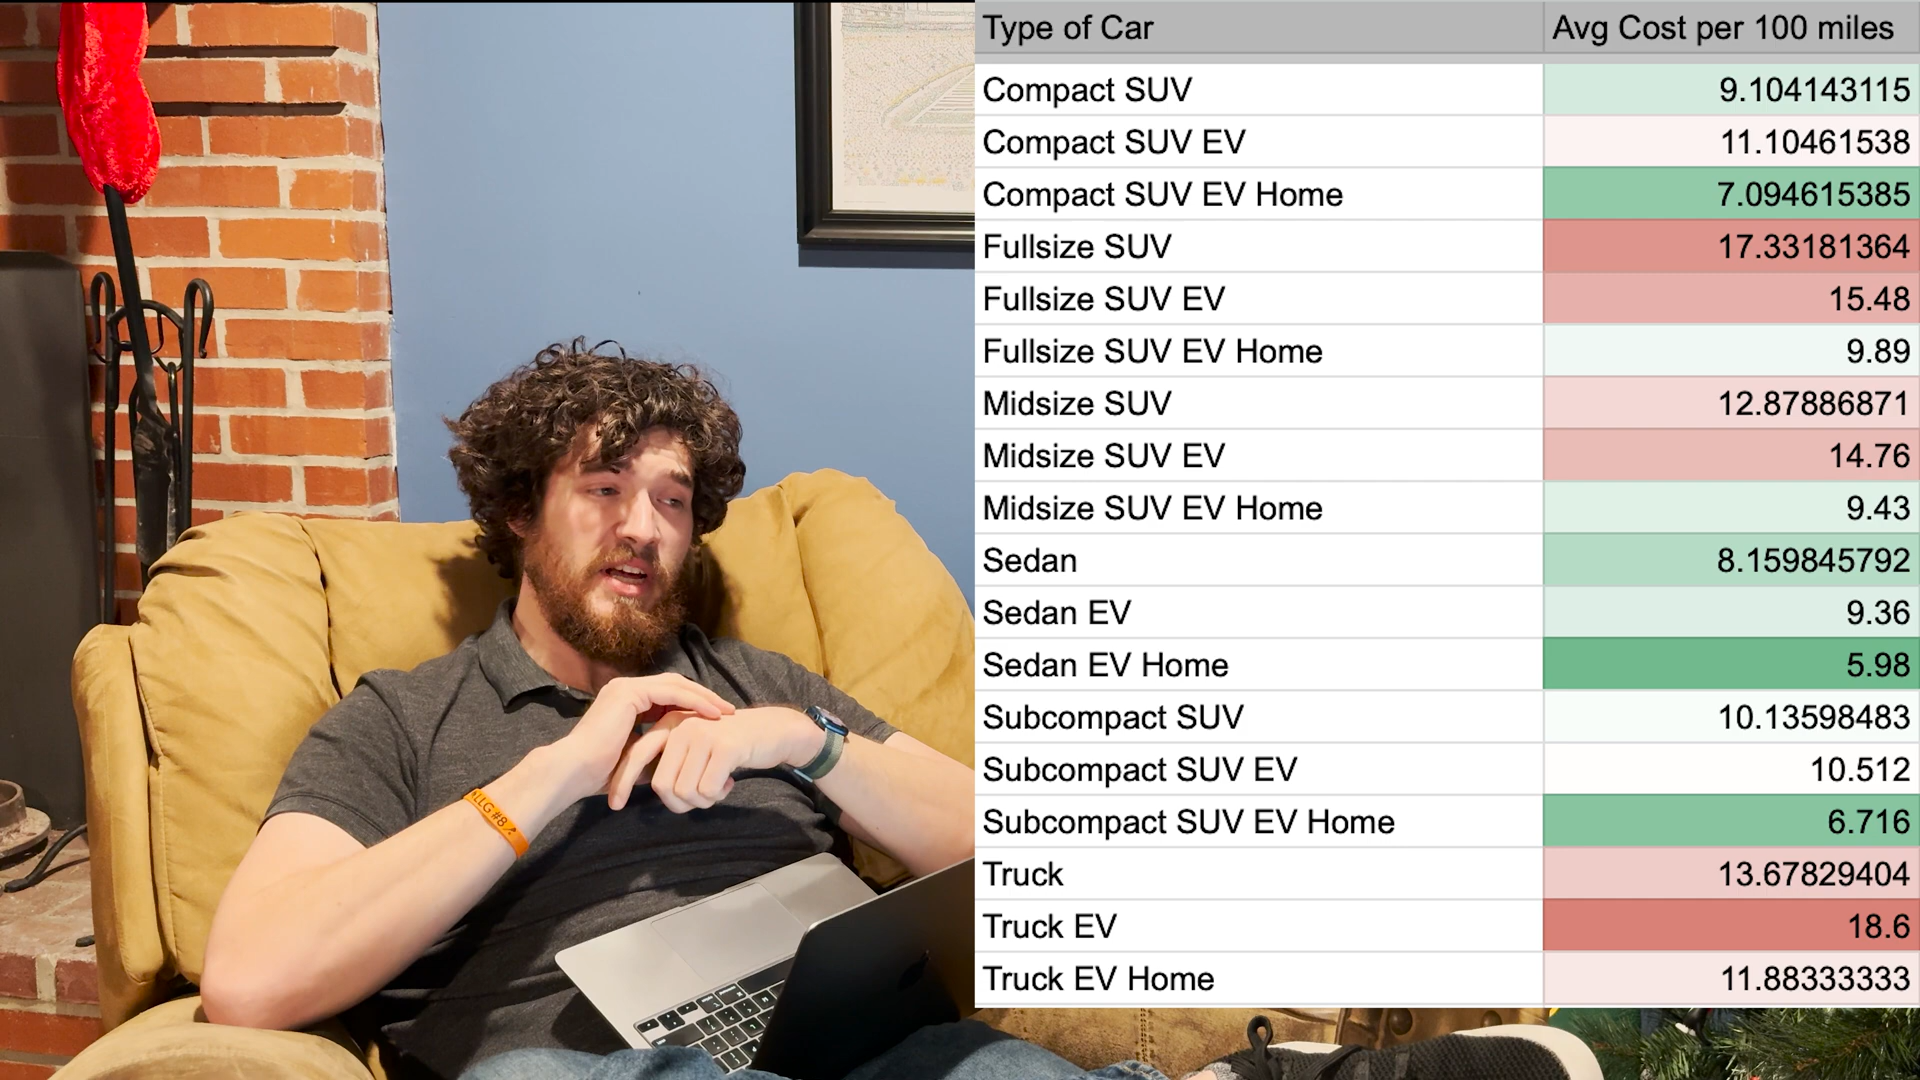 Type of Car Avg Cost per 100 miles
Compact SUV 9.104143115
Compact SUV EV 11.10461538
Compact SUV EV Home 7.094615385
Fullsize SUV 17.33181364
Fullsize SUV EV 15.48
Fullsize SUV EV Home 9.89
Midsize SUV 12.87886871
Midsize SUV EV 14.76
Midsize SUV EV Home 9.43
Sedan 8.159845792
Sedan EV 9.36
Sedan EV Home 5.98
Subcompact SUV 10.13598483
Subcompact SUV EV 10.512
Subcompact SUV EV Home 6.716
Truck 13.67829404
Truck EV 18.6
Truck EV Home 11.88333333
#8